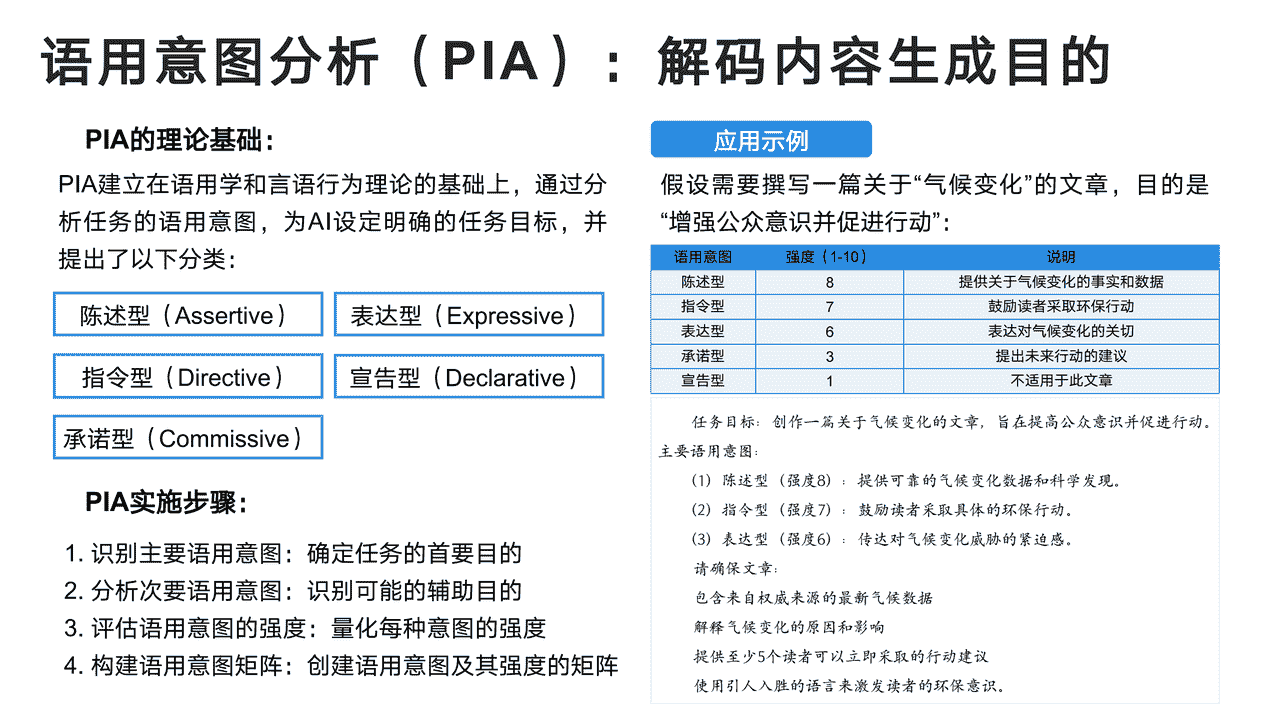 语用意图分析（PIA）：解码内容生成目的
PIA的理论基础：
PIA建立在语用学和言语行为理论的基础上，通过分
析任务的语用意图，为AI设定明确的任务目标，并
提出了以下分类：
陈述型（Assertive）
表达型（Expressive）
指令型（Directive）
宣告型（Declarative）
承诺型（Commissive）
PIA实施步骤：
1. 识别主要语用意图：确定任务的首要目的
2. 分析次要语用意图：识别可能的辅助目的
3. 评估语用意图的强度：量化每种意图的强度
4. 构建语用意图矩阵：创建语用意图及其强度的矩阵
应用示例
假设需要撰写一篇关于“气候变化”的文章，目的是
“增强公众意识并促进行动”：
语用意图 强度（1-10） 说明
陈述型 8 提供关于气候变化的事实和数据
指令型 7 鼓励读者采取环保行动
表达型 6 表达对气候变化的关切
承诺型 3 提出未来行动的建议
宣告型 1 不适用于此文章
任务目标：创作一篇关于气候变化的文章，旨在提高公众意识并促进行动。
主要语用意图：
（1）陈述型（强度8）：提供可靠的气候变化数据和科学发现。
（2）指令型（强度7）：鼓励读者采取具体的环保行动。
（3）表达型（强度6）：传达对气候变化威胁的紧迫感。
请确保文章：
包含来自权威来源的最新气候数据
解释气候变化的原因和影响
提供至少5个读者可以立即采取的行动建议
使用引人入胜的语言来激发读者的环保意识。